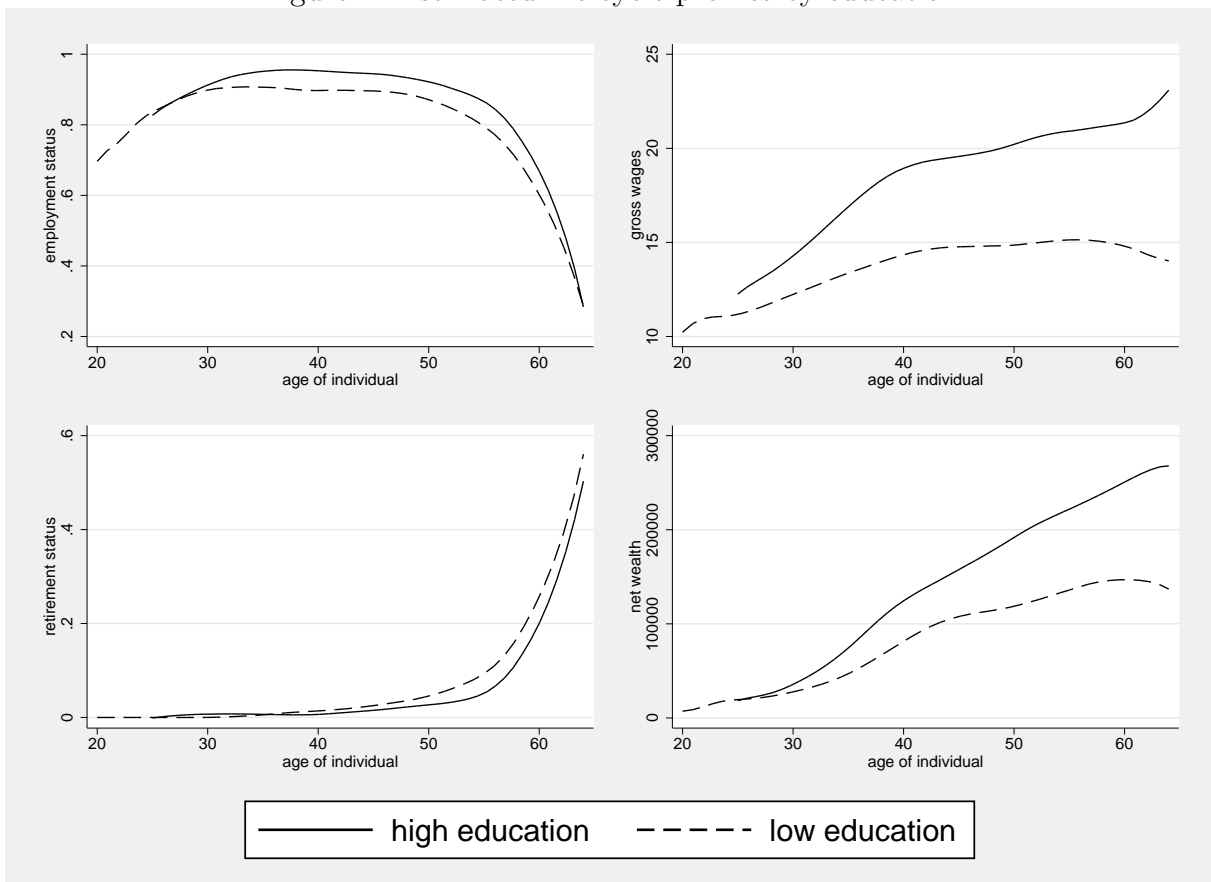 employment status
1
.8
.6
.4
.2
20 30 40 50 60
age of individual
gross wages
25
20
15
10
20 30 40 50 60
age of individual
retirement status
.6
.4
.2
0
20 30 40 50 60
age of individual
net wealth
300000
200000
100000
0
20 30 40 50 60
age of individual
high education low education